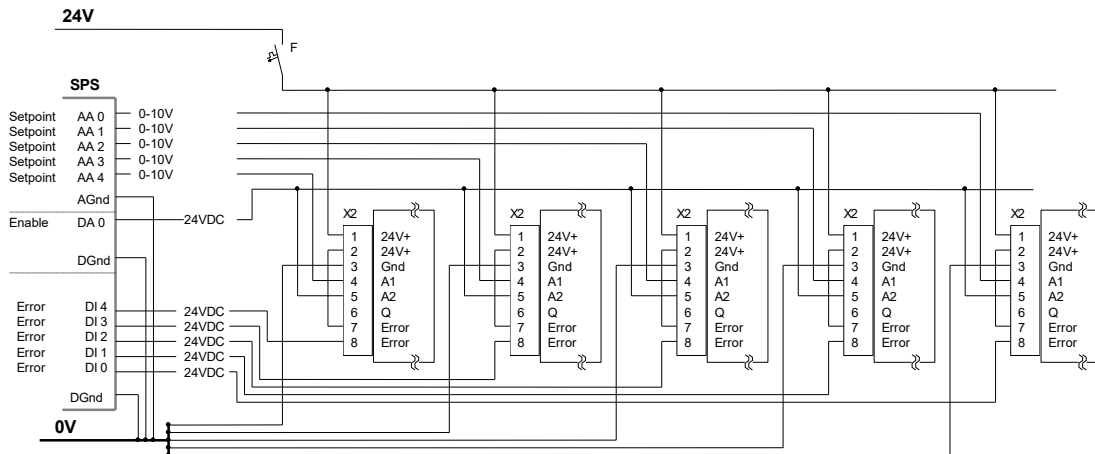 24V
F
SPS
Setpoint AA 0 0-10V
Setpoint AA 1 0-10V
Setpoint AA 2 0-10V
Setpoint AA 3 0-10V
Setpoint AA 4 0-10V
AGnd
Enable DA 0 24VDC
DGnd
Error DI 4 24VDC
Error DI 3 24VDC
Error DI 2 24VDC
Error DI 1 24VDC
Error DI 0 24VDC
DGnd
0V
X2
1 24V+
2 24V+
3 Gnd
4 A1
5 A2
6 Q
7 Error
8 Error
X2
1 24V+
2 24V+
3 Gnd
4 A1
5 A2
6 Q
7 Error
8 Error
X2
1 24V+
2 24V+
3 Gnd
4 A1
5 A2
6 Q
7 Error
8 Error
X2
1 24V+
2 24V+
3 Gnd
4 A1
5 A2
6 Q
7 Error
8 Error
X2
1 24V+
2 24V+
3 Gnd
4 A1
5 A2
6 Q
7 Error
8 Error